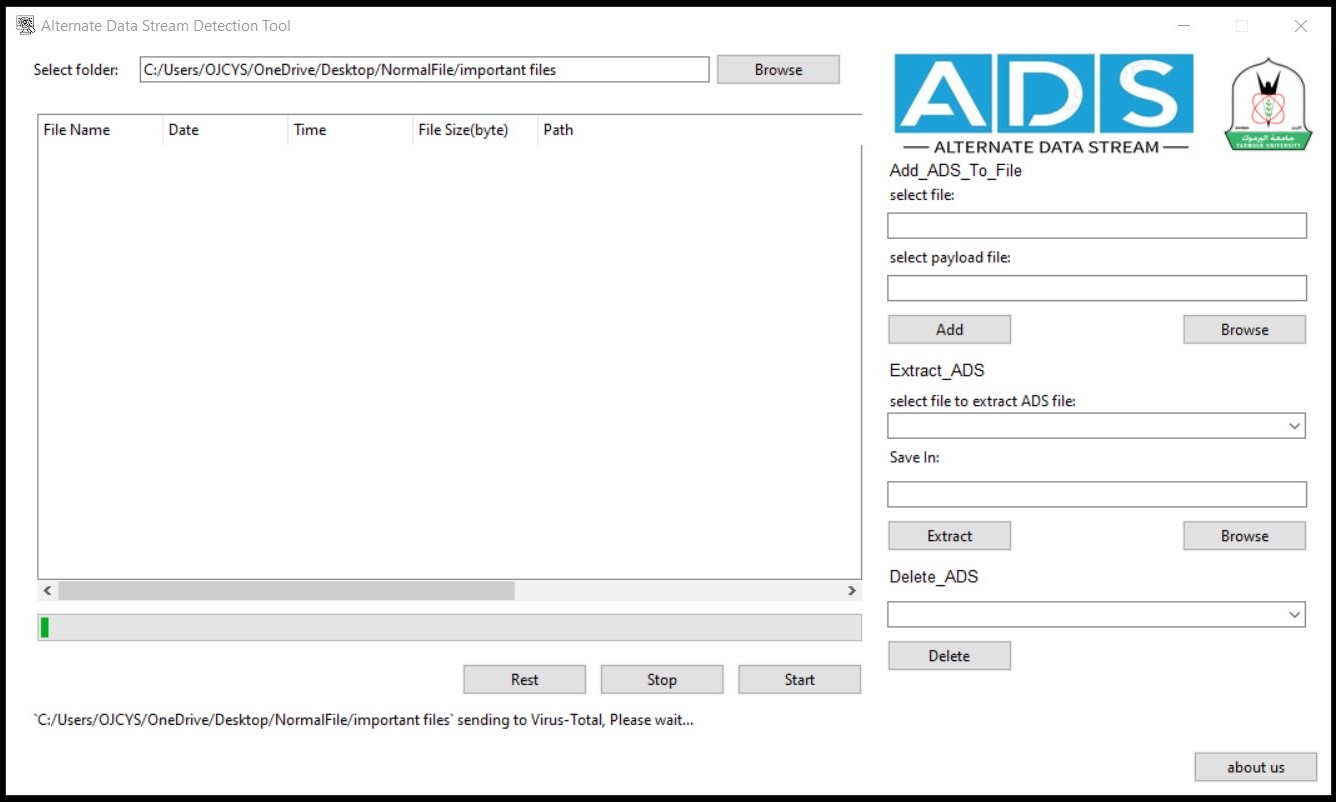 Alternate Data Stream Detection Tool
Select folder: C:/Users/OJCYS/OneDrive/Desktop/NormalFile/important files Browse
File Name Date Time File Size(byte) Path
Rest Stop Start
`C:/Users/OJCYS/OneDrive/Desktop/NormalFile/important files` sending to Virus-Total, Please wait...
ADS
ALTERNATE DATA STREAM
جامعة اليرموك
YARMOUK UNIVERSITY
Add_ADS_To_File
select file:
select payload file:
Add Browse
Extract_ADS
select file to extract ADS file:
Save In:
Extract Browse
Delete_ADS
Delete
about us